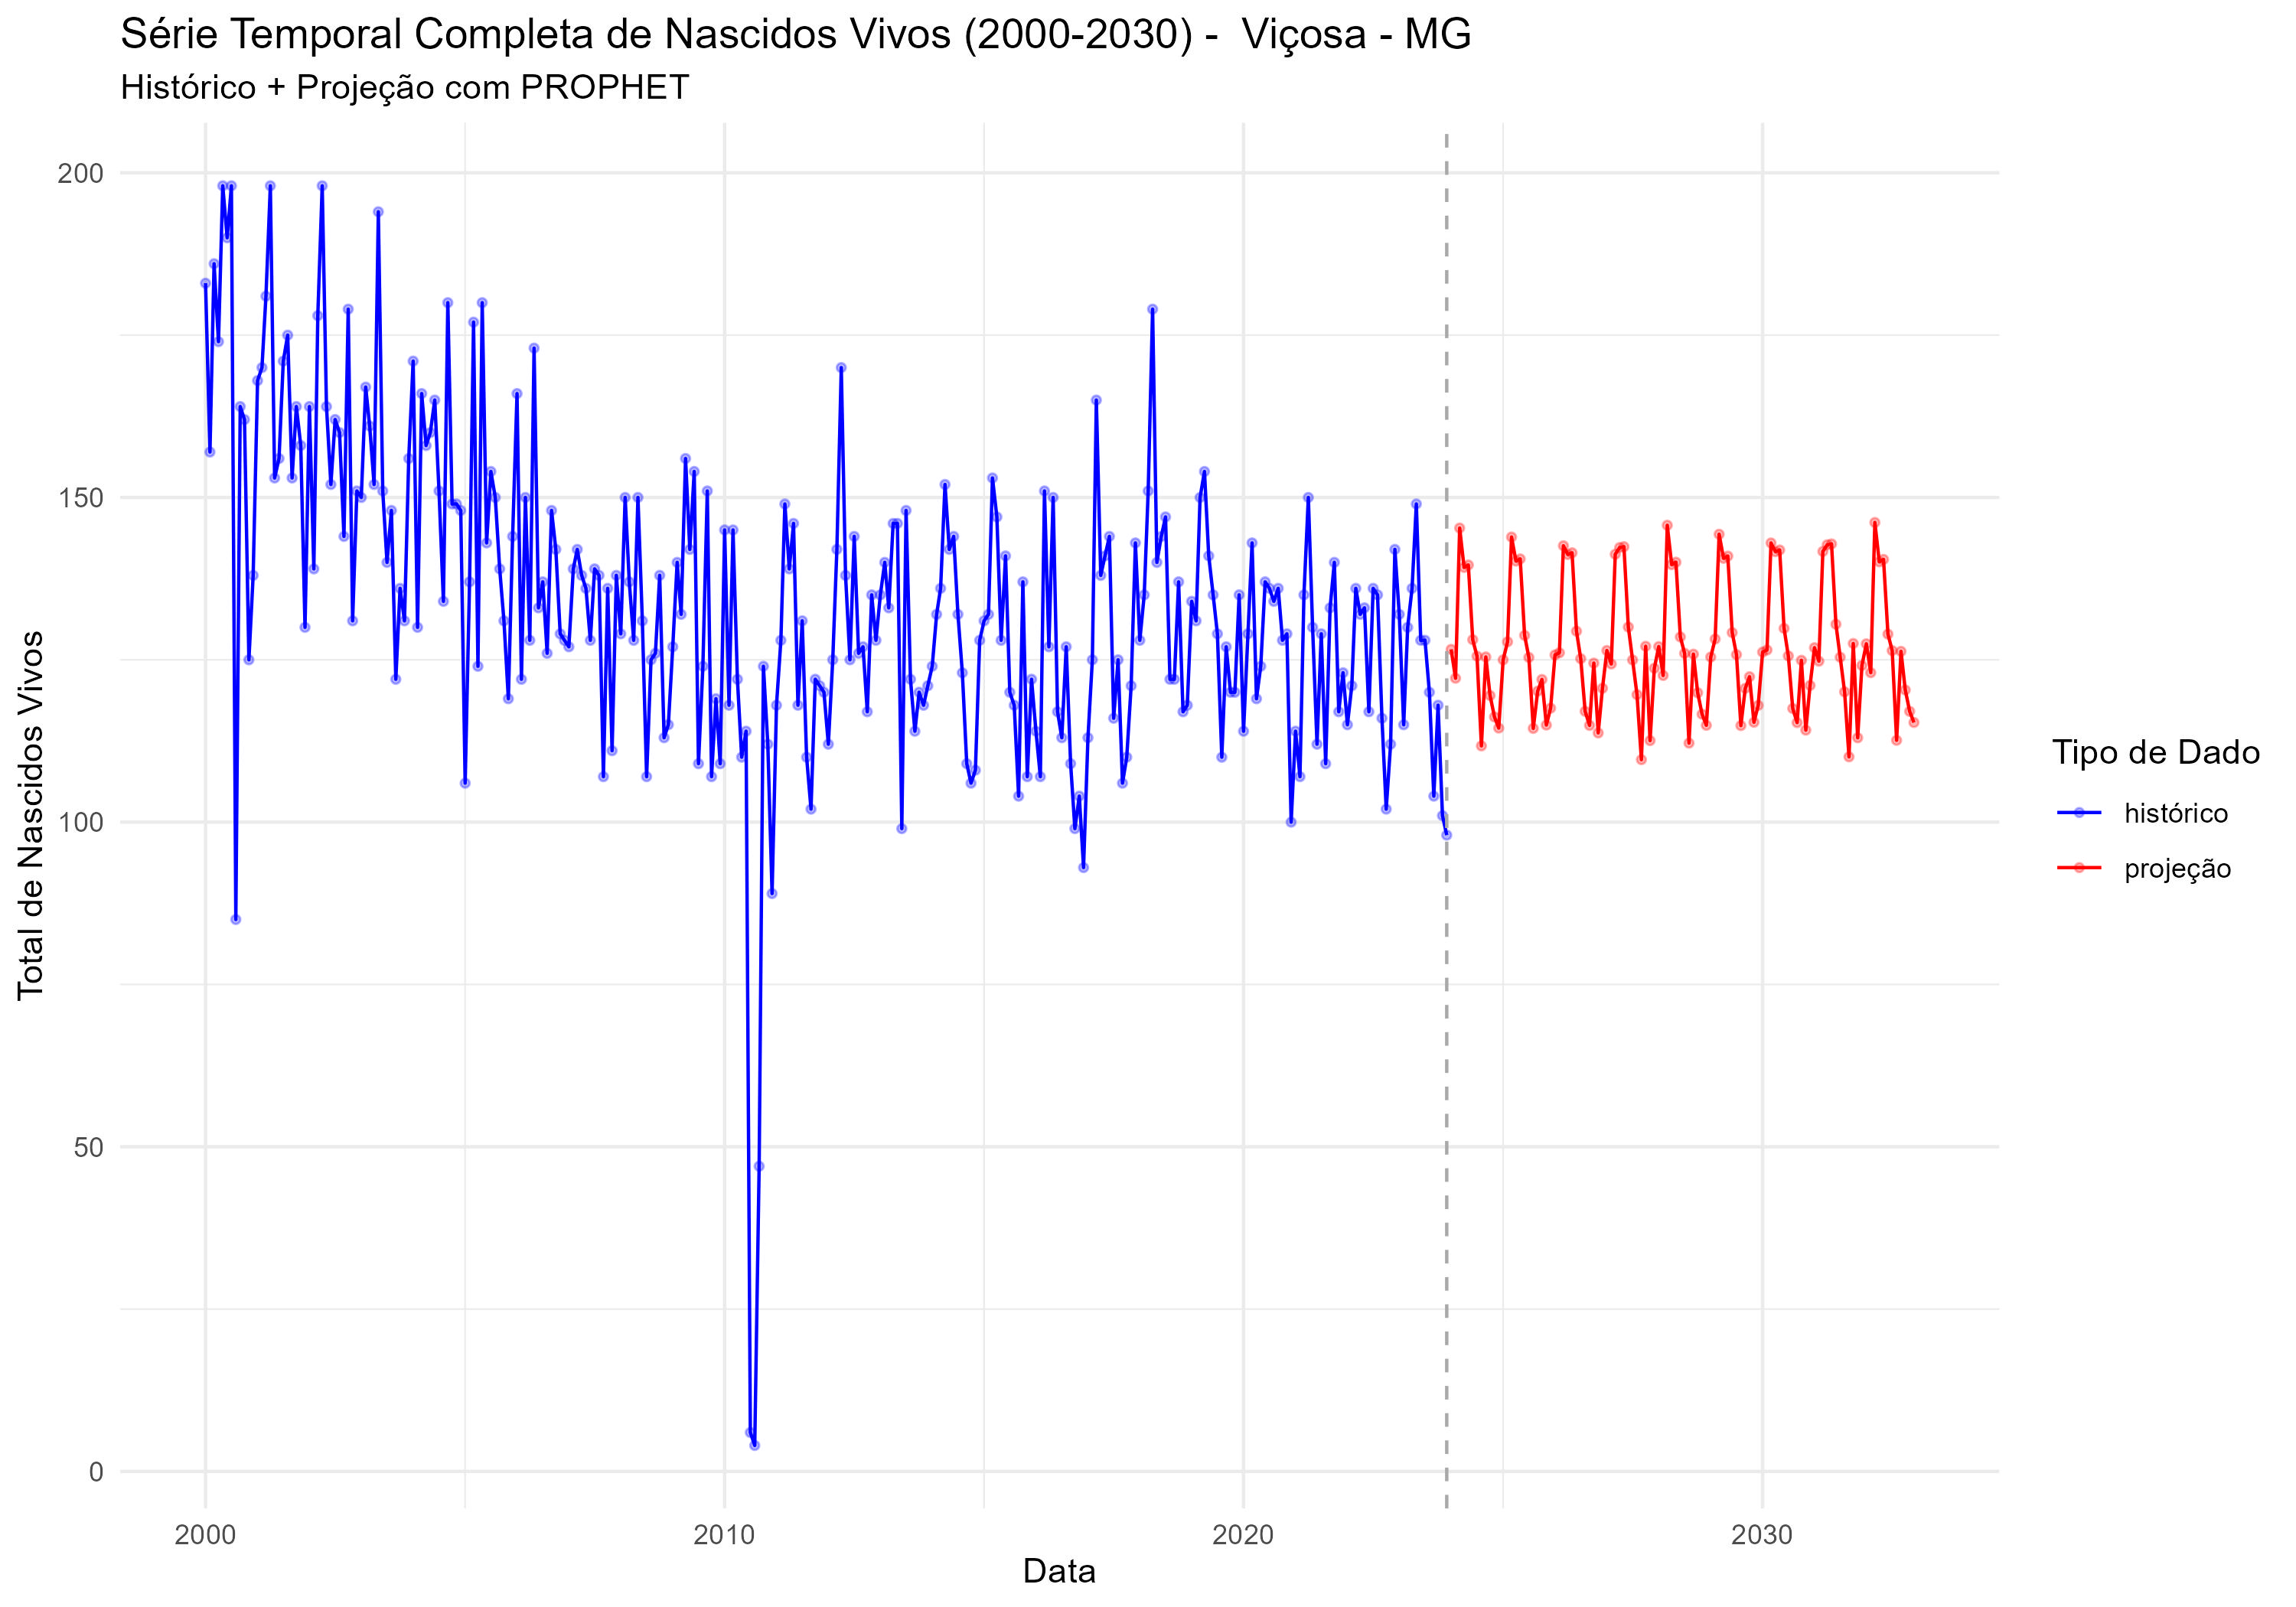 Série Temporal Completa de Nascidos Vivos (2000-2030) -  Viçosa - MG
Histórico + Projeção com PROPHET
Total de Nascidos Vivos
200
150
100
50
0
2000
2010
2020
2030
Data
Tipo de Dado
histórico
projeção